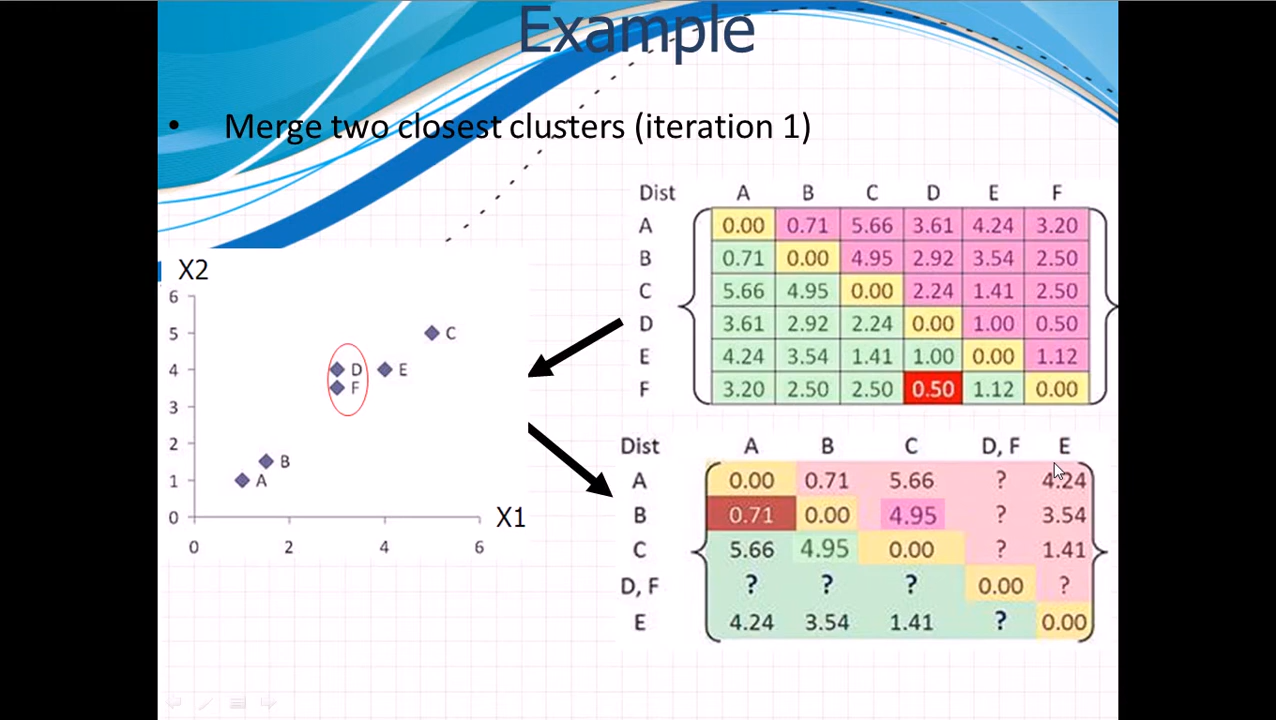 Example
• Merge two closest clusters (iteration 1)
Dist A B C D E F
A 0.00 0.71 5.66 3.61 4.24 3.20
B 0.71 0.00 4.95 2.92 3.54 2.50
C 5.66 4.95 0.00 2.24 1.41 2.50
D 3.61 2.92 2.24 0.00 1.00 0.50
E 4.24 3.54 1.41 1.00 0.00 1.12
F 3.20 2.50 2.50 0.50 1.12 0.00
X2
6
5
C
4
D
E
F
3
2
B
1
A
0
X1
0 2 4 6
Dist A B C D, F E
A 0.00 0.71 5.66 ? 4.24
B 0.71 0.00 4.95 ? 3.54
C 5.66 4.95 0.00 ? 1.41
D, F ? ? ? 0.00 ?
E 4.24 3.54 1.41 ? 0.00